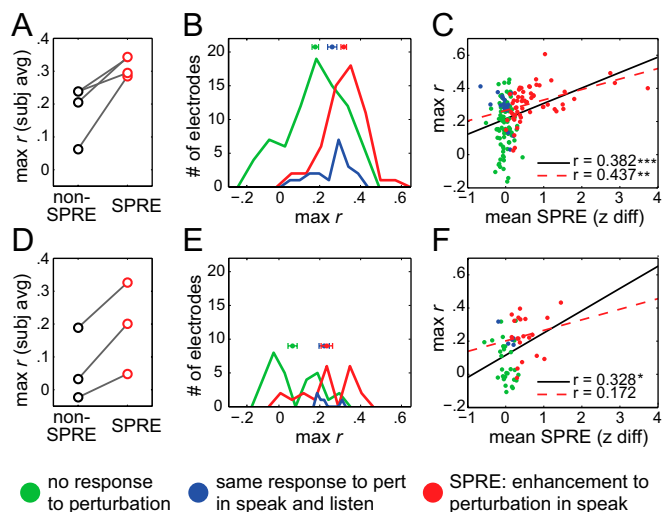 A
max r (subj avg)
.4
.3
.2
.1
0
non-SPRE
SPRE
B
# of electrodes
20
10
0
−.2 0 .2 .4 .6
max r
C
max r
.6
.4
.2
0
−.2
−1 0 1 2 3 4
mean SPRE (z diff)
r = 0.382***
r = 0.437**
D
max r (subj avg)
.3
.2
.1
0
non-
SPRE
SPRE
E
# of electrodes
20
10
0
−.2 0 .2 .4 .6
max r
F
max r
.6
.4
.2
0
.2
−1 0 1 2 3 4
mean SPRE (z diff)
r = 0.328*
r = 0.172
no response
to perturbation
same response to pert
in speak and listen
SPRE: enhancement to
perturbation in speak